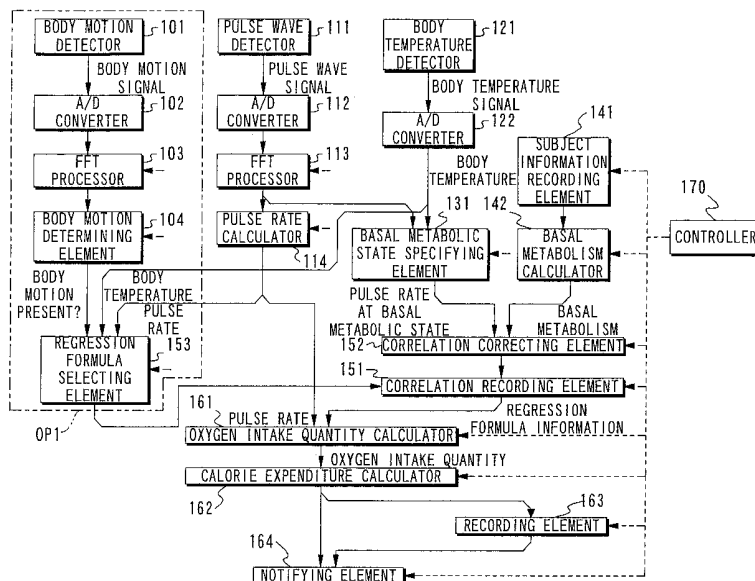 BODY MOTION
DETECTOR
101
PULSE WAVE
DETECTOR
111
BODY
TEMPERATURE
DETECTOR
121
BODY MOTION
SIGNAL
PULSE WAVE
SIGNAL
BODY TEMPERATURE
SIGNAL
A/D
CONVERTER
102
A/D
CONVERTER
112
A/D
CONVERTER
122
141
SUBJECT
INFORMATION
RECORDING
ELEMENT
FFT
PROCESSOR
103
FFT
PROCESSOR
113
BODY
TEMPERATURE
131
142
170
CONTROLLER
BODY MOTION
DETERMINING
ELEMENT
104
PULSE RATE
CALCULATOR
114
BASAL METABOLIC
STATE SPECIFYING
ELEMENT
BASAL
METABOLISM
CALCULATOR
BODY
MOTION
PRESENT?
BODY
TEMPERATURE
PULSE
RATE
PULSE RATE
AT BASAL
METABOLIC STATE
BASAL
METABOLISM
REGRESSION
FORMULA
SELECTING
ELEMENT
153
152
CORRELATION CORRECTING ELEMENT
151
CORRELATION RECORDING ELEMENT
OP1
161
PULSE RATE
REGRESSION
FORMULA INFORMATION
OXYGEN INTAKE QUANTITY CALCULATOR
OXYGEN INTAKE QUANTITY
CALORIE EXPENDITURE CALCULATOR
162
163
RECORDING ELEMENT
164
NOTIFYING ELEMENT